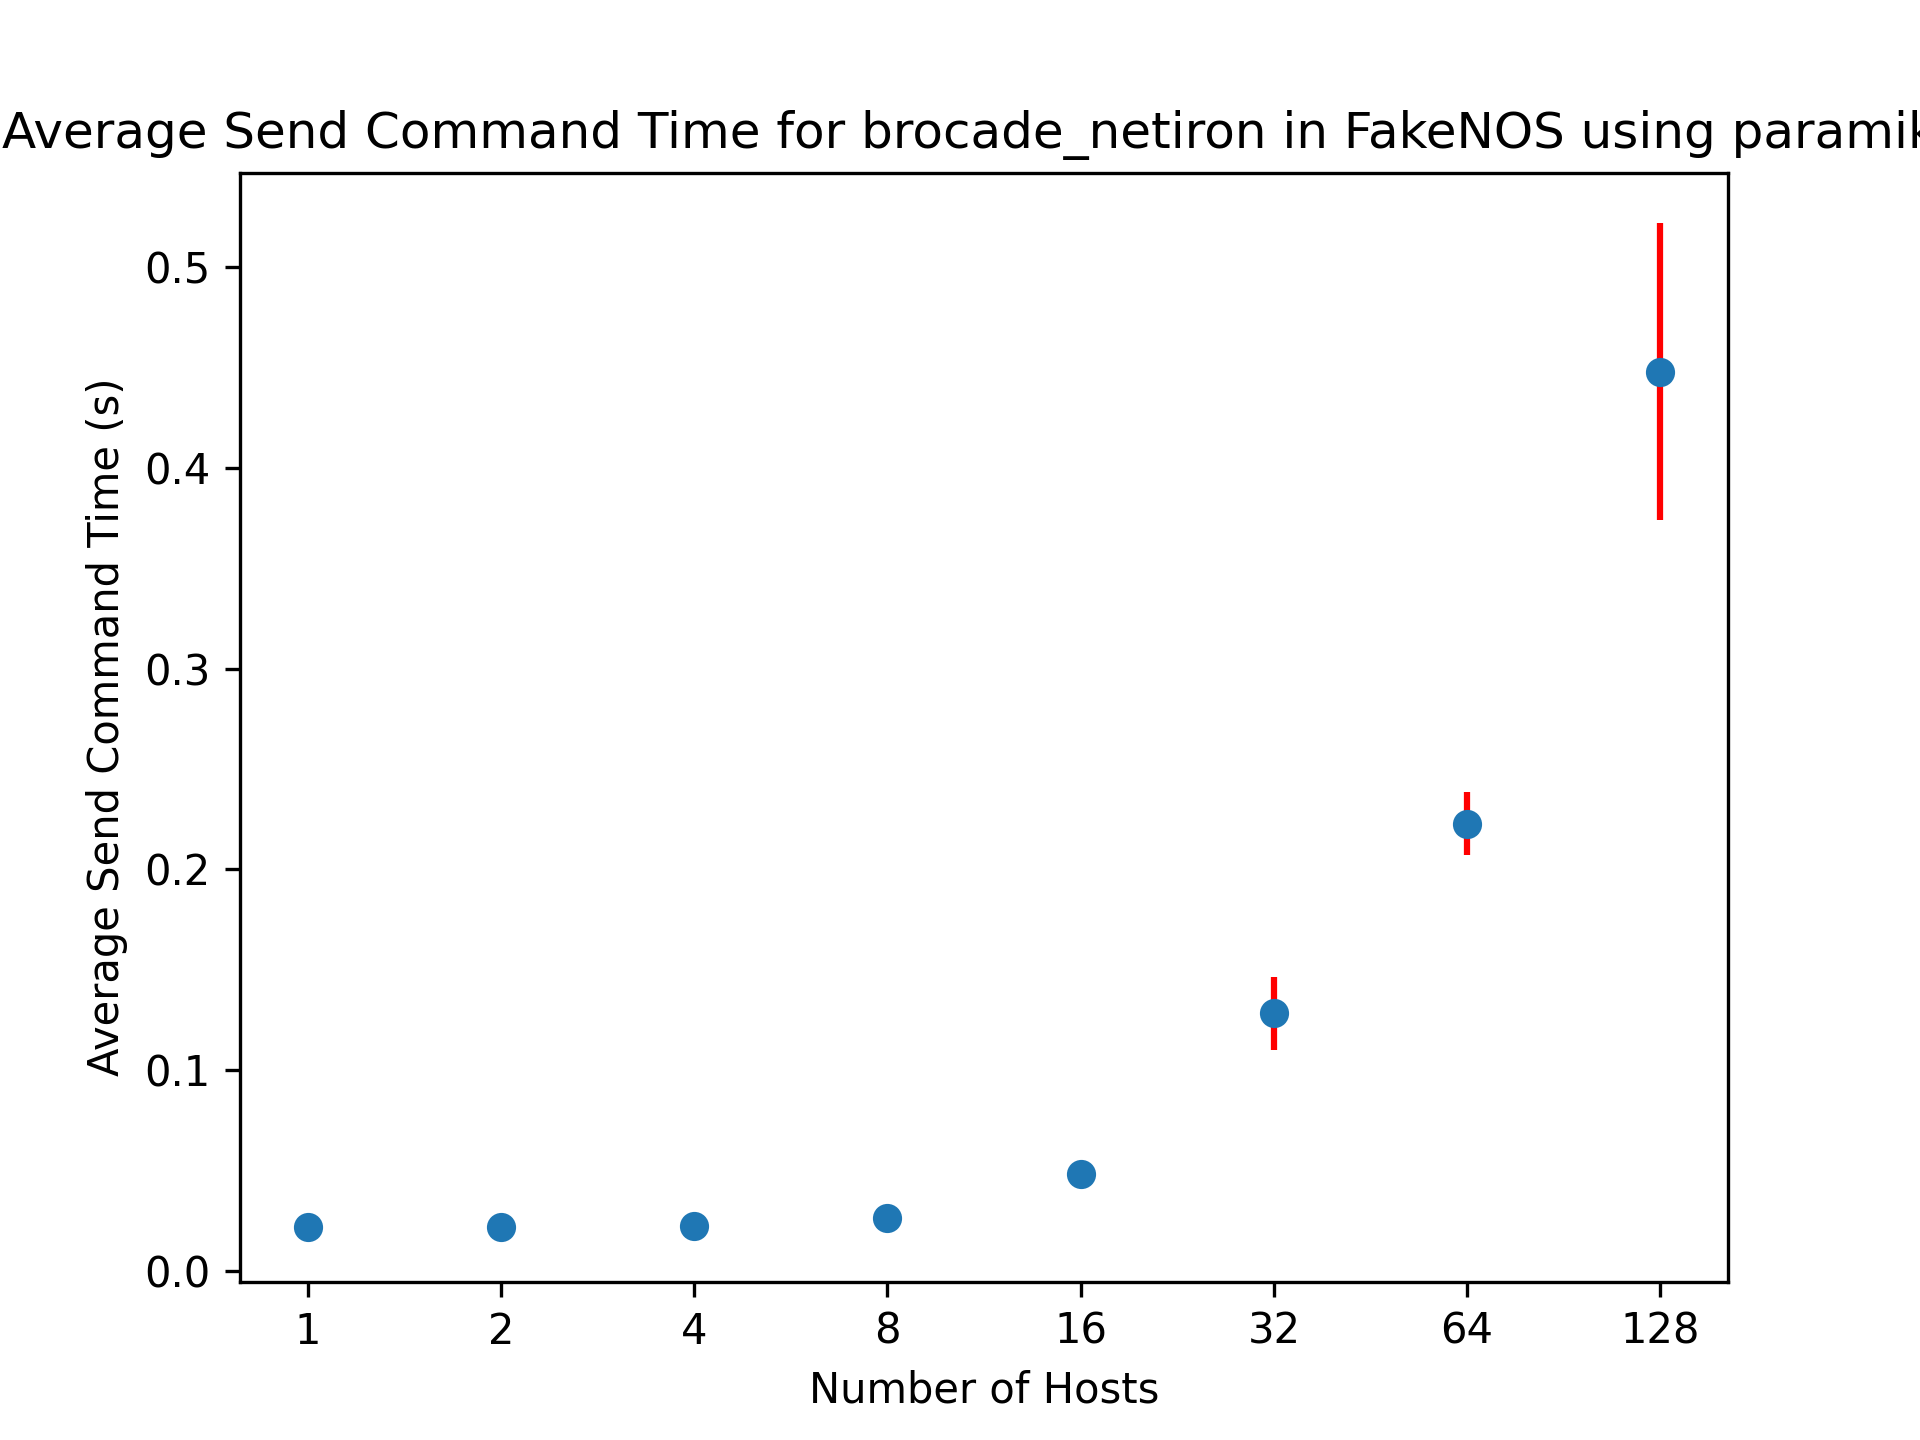 Average Send Command Time for brocade_netiron in FakeNOS using paramik
Average Send Command Time (s)
0.5
0.4
0.3
0.2
0.1
0.0
1 2 4 8 16 32 64 128
Number of Hosts